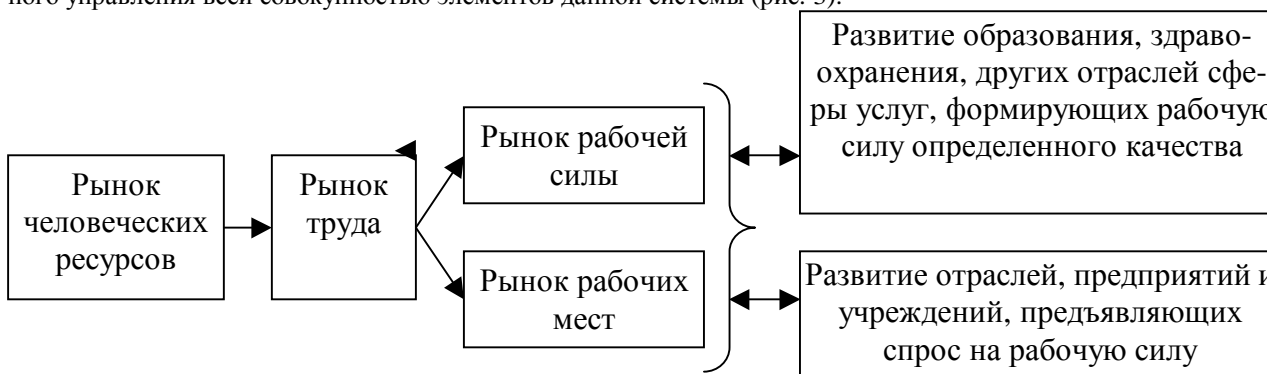 ного управления всей совокупностью элементов данной системы (рис. 3).
Рынок
человеческих
ресурсов
Рынок
труда
Рынок рабочей
силы
Рынок рабочих
мест
Развитие образования, здраво-
охранения, других отраслей сфе-
ры услуг, формирующих рабочую
силу определенного качества
Развитие отраслей, предприятий и
учреждений, предъявляющих
спрос на рабочую силу